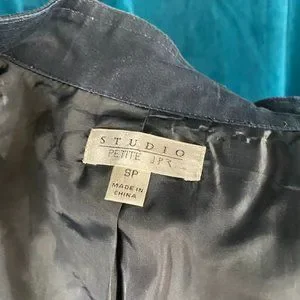 STUDIO
PETITE JPR
SP
MADE IN
CHINA